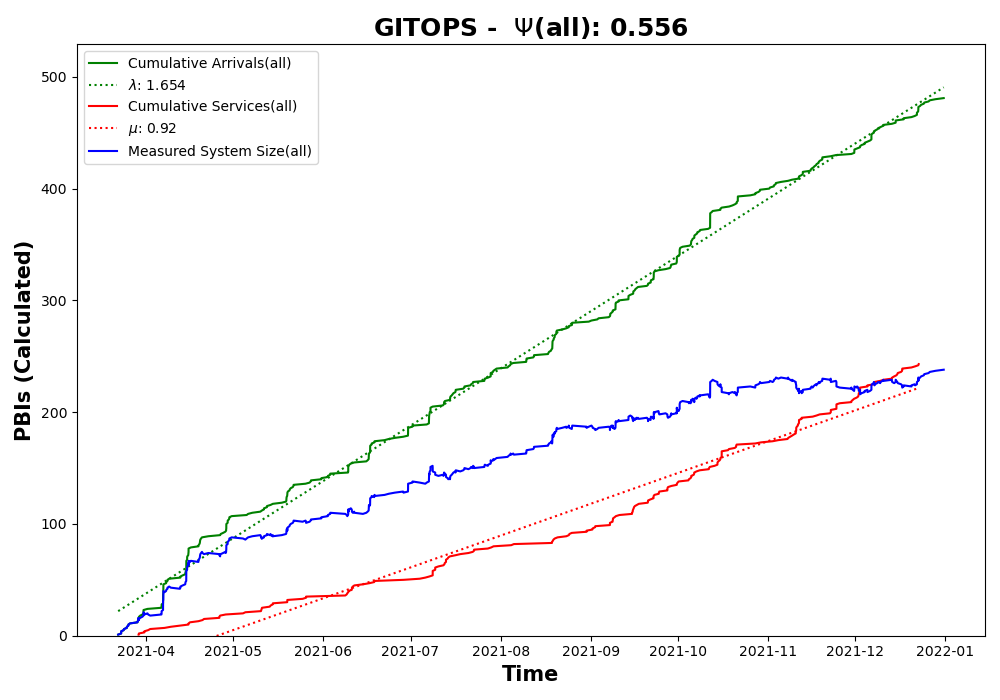 GITOPS - Ψ(all): 0.556
Cumulative Arrivals(all)
λ: 1.654
Cumulative Services(all)
μ: 0.92
Measured System Size(all)
PBIs (Calculated)
500
400
300
200
100
0
2021-04 2021-05 2021-06 2021-07 2021-08 2021-09 2021-10 2021-11 2021-12 2022-01
Time